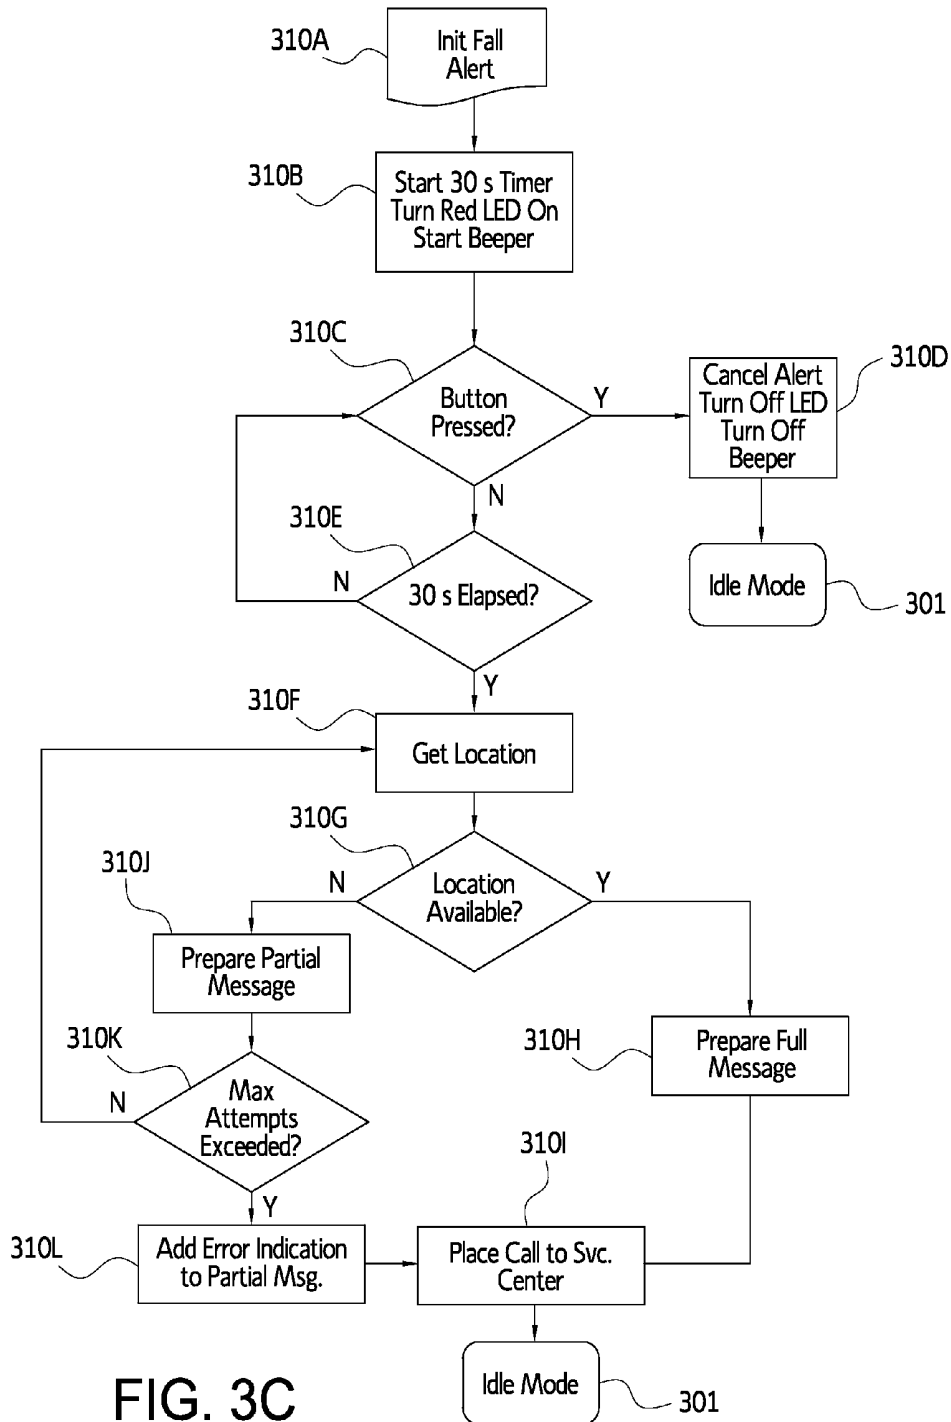 310A
Init Fall
Alert
310B
Start 30 s Timer
Turn Red LED On
Start Beeper
310C
Button
Pressed?
Y
N
310D
Cancel Alert
Turn Off LED
Turn Off
Beeper
310E
30 s Elapsed?
N
Y
Idle Mode
301
310F
Get Location
310G
Location
Available?
N
Y
310J
Prepare Partial
Message
310H
Prepare Full
Message
310K
Max
Attempts
Exceeded?
N
Y
310I
310L
Add Error Indication
to Partial Msg.
Place Call to Svc.
Center
Idle Mode
301
FIG. 3C